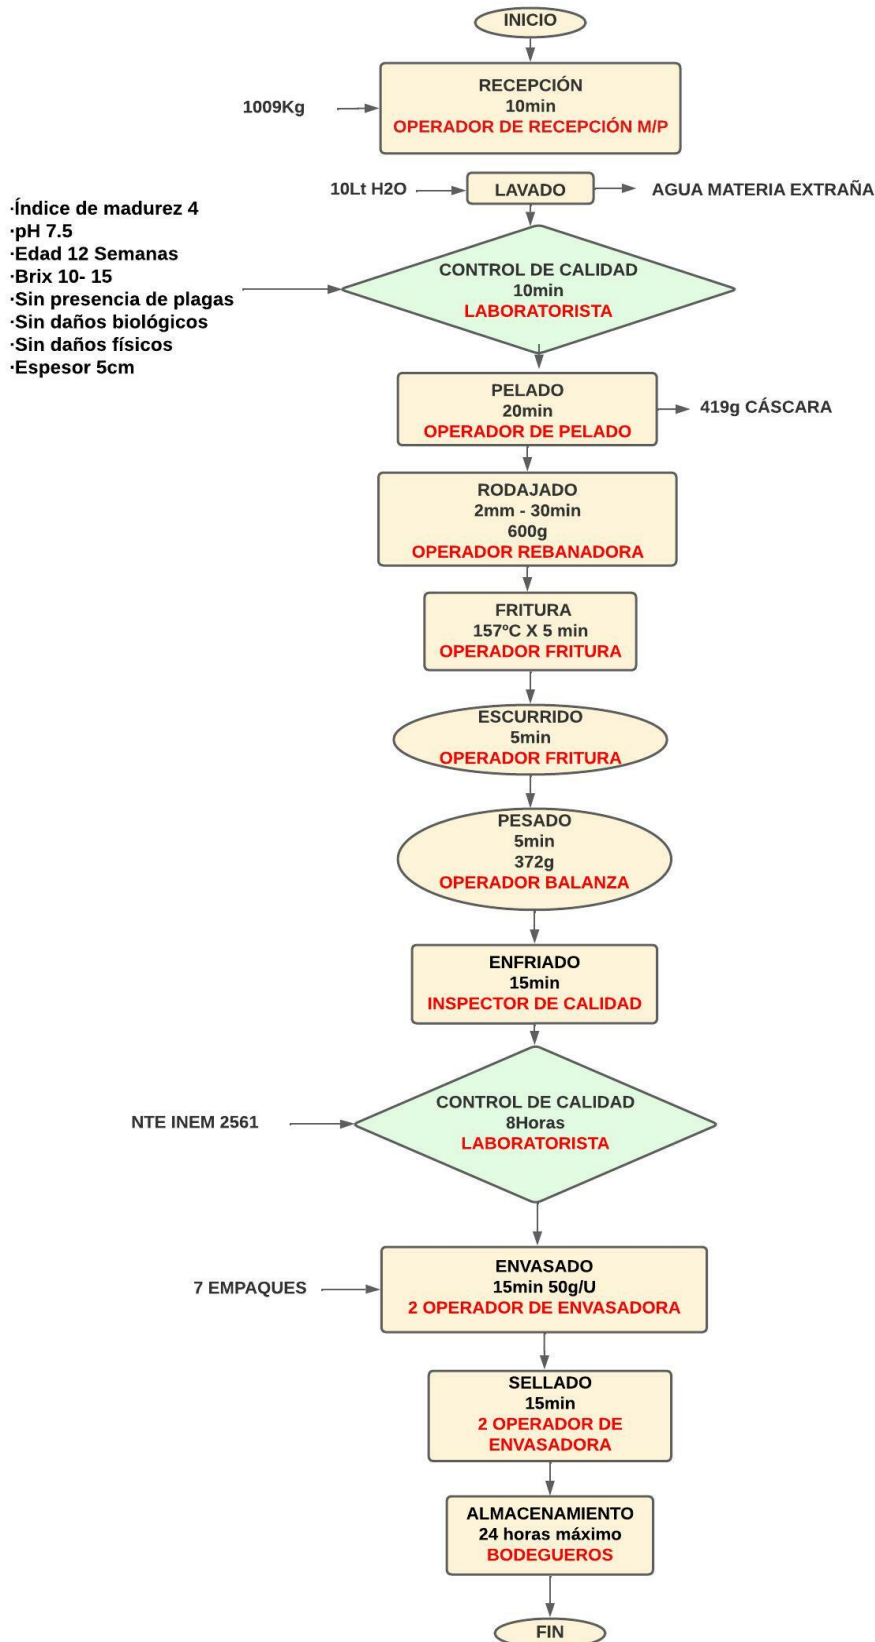 INICIO
RECEPCIÓN
10min
OPERADOR DE RECEPCIÓN M/P
1009Kg
10Lt H2O
LAVADO
AGUA MATERIA EXTRAÑA
·Índice de madurez 4
·pH 7.5
·Edad 12 Semanas
·Brix 10- 15
·Sin presencia de plagas
·Sin daños biológicos
·Sin daños físicos
·Espesor 5cm
CONTROL DE CALIDAD
10min
LABORATORISTA
PELADO
20min
OPERADOR DE PELADO
419g CÁSCARA
RODAJADO
2mm - 30min
600g
OPERADOR REBANADORA
FRITURA
157ºC X 5 min
OPERADOR FRITURA
ESCURRIDO
5min
OPERADOR FRITURA
PESADO
5min
372g
OPERADOR BALANZA
ENFRIADO
15min
INSPECTOR DE CALIDAD
NTE INEM 2561
CONTROL DE CALIDAD
8Horas
LABORATORISTA
7 EMPAQUES
ENVASADO
15min 50g/U
2 OPERADOR DE ENVASADORA
SELLADO
15min
2 OPERADOR DE
ENVASADORA
ALMACENAMIENTO
24 horas máximo
BODEGUEROS
FIN